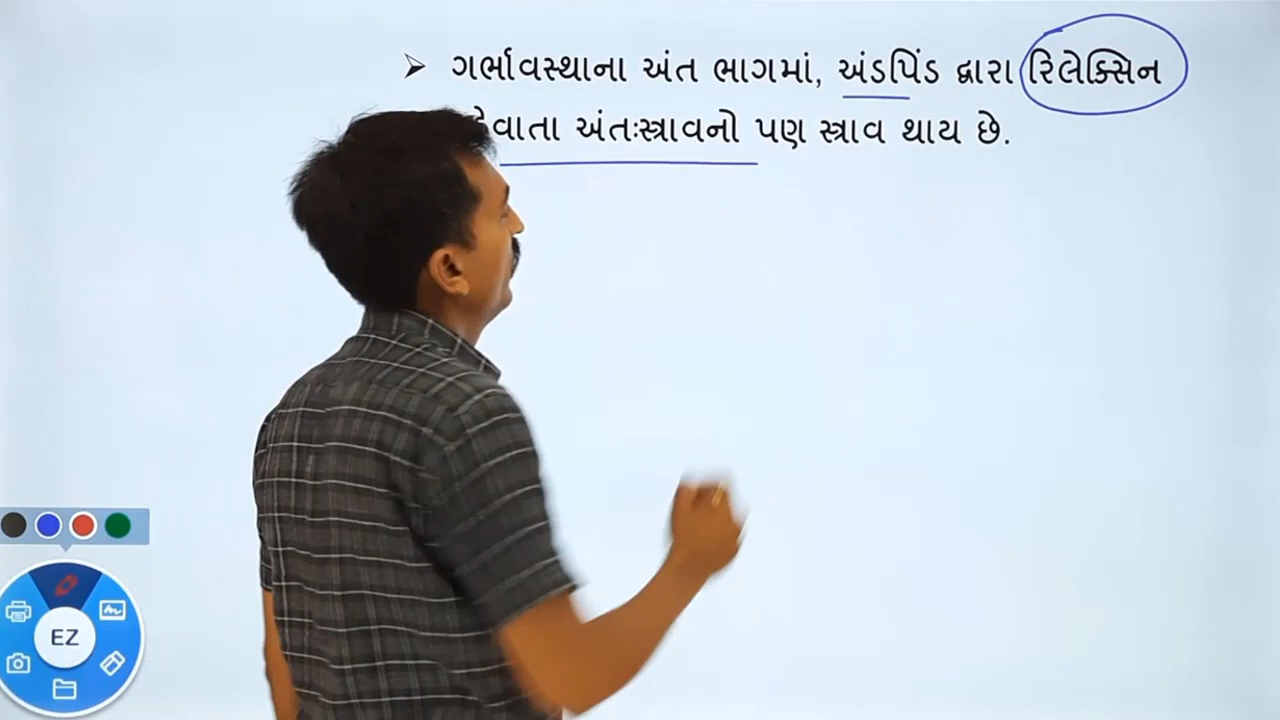 ➢ ગર્ભાવસ્થાના અંત ભાગમાં, અંડપિંડ દ્વારા રિલેક્સિન
અંતઃસ્ત્રાવનો પણ સ્ત્રાવ થાય છે.
EZ